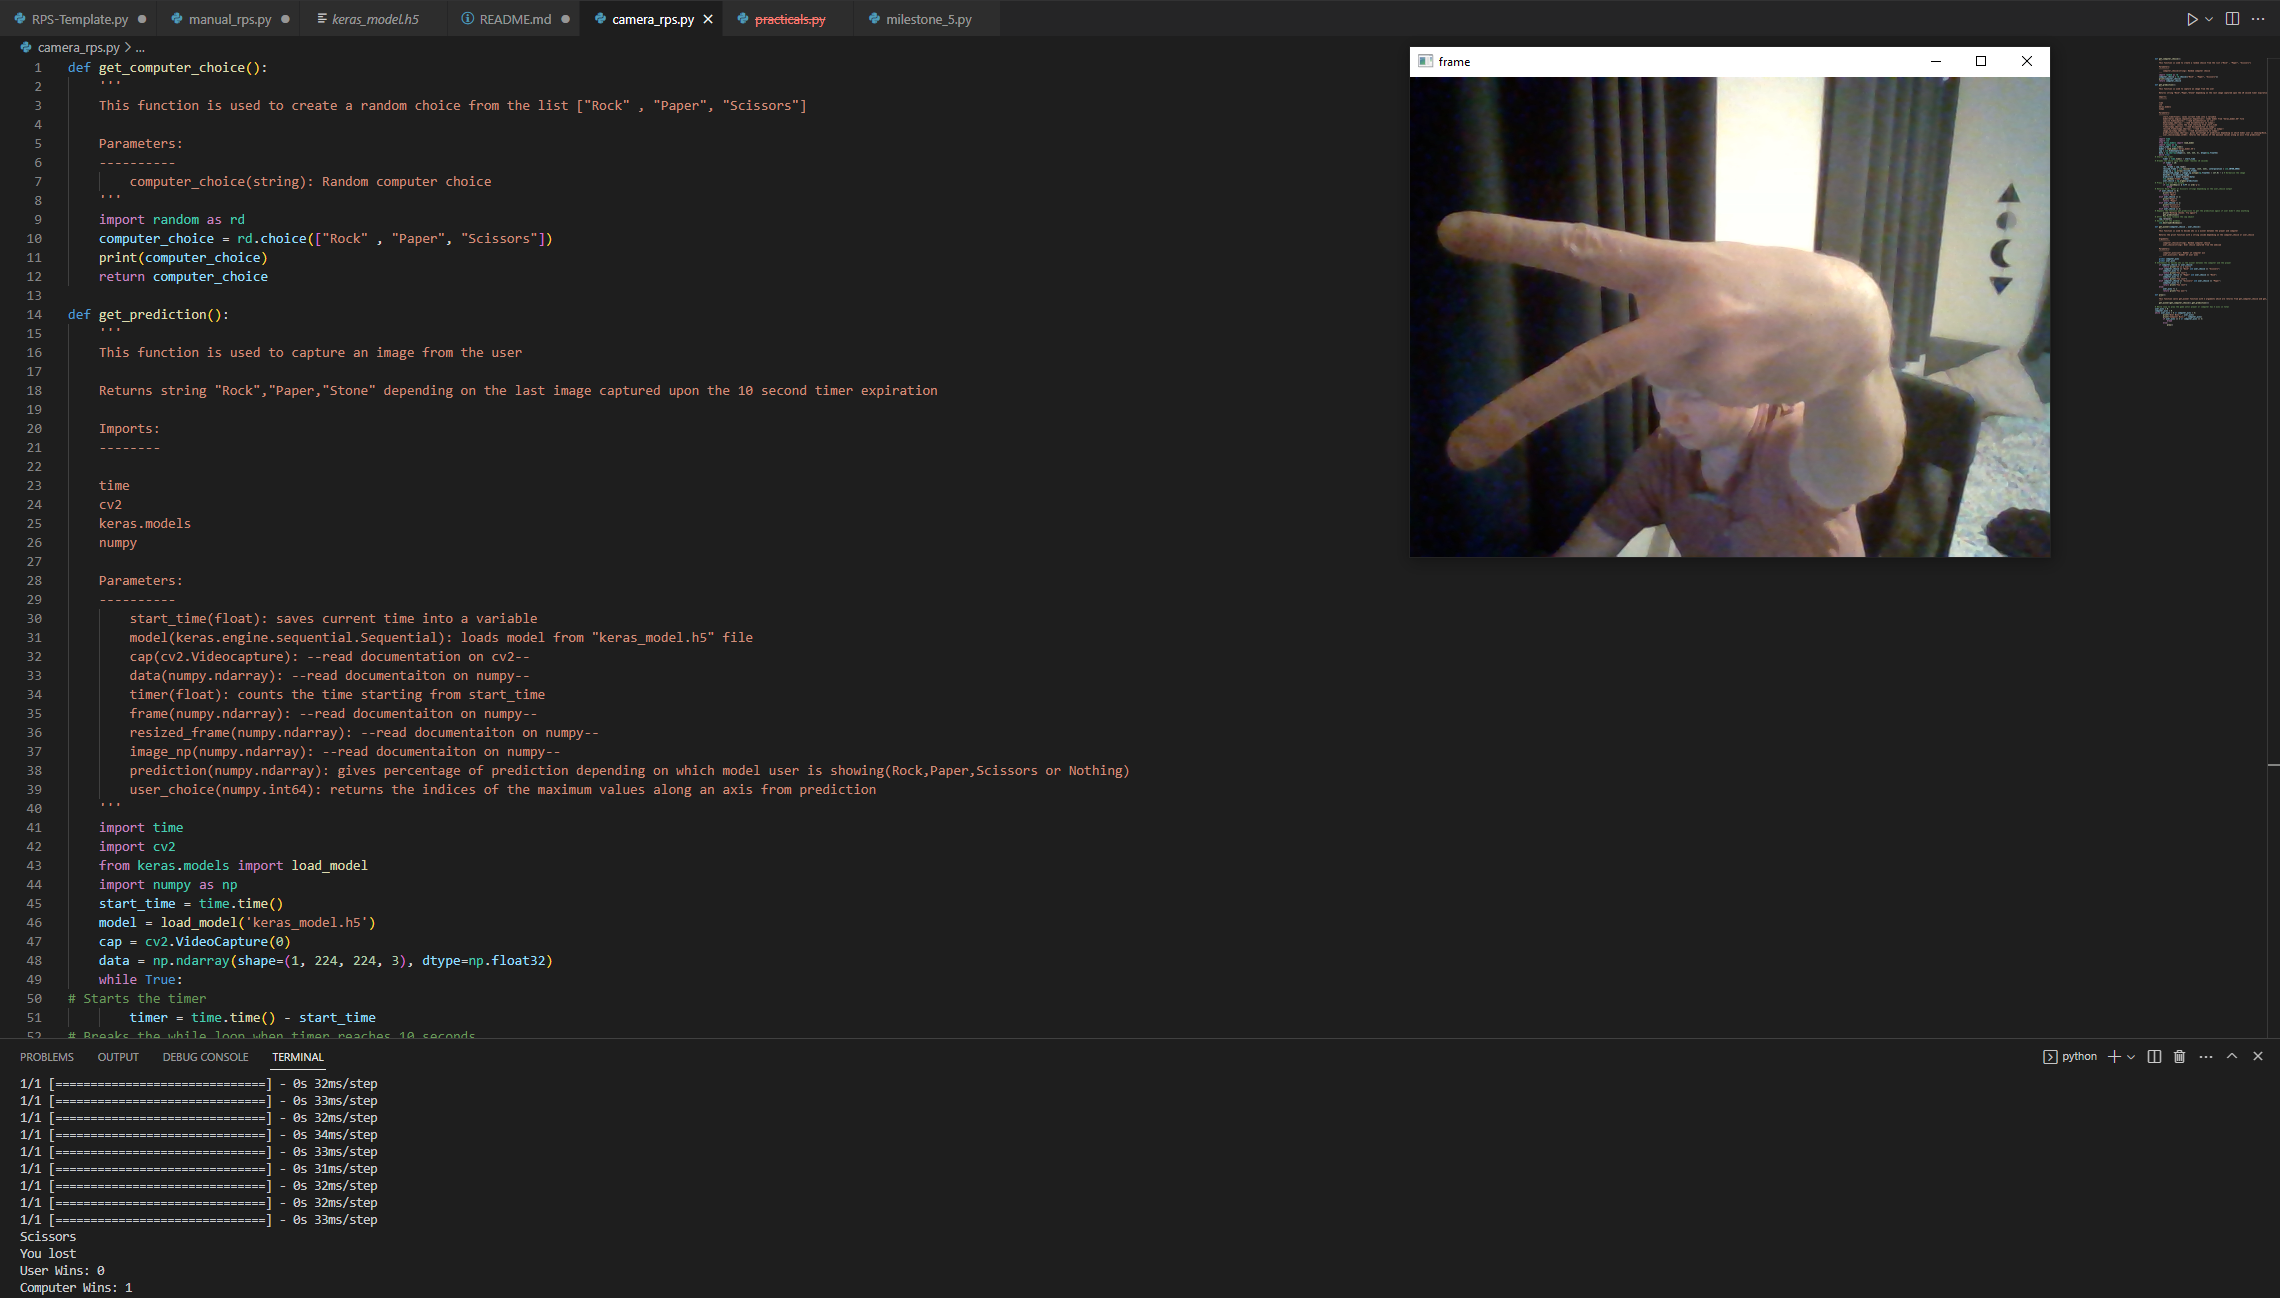 RPS-Template.py manual_rps.py keras_model.h5 README.md camera_rps.py practicals.py milestone_5.py
camera_rps.py > ...
1 def get_computer_choice():
2 '''
3 This function is used to create a random choice from the list ["Rock" , "Paper", "Scissors"]
4
5 Parameters:
6 ----------
7 computer_choice(string): Random computer choice
8 '''
9 import random as rd
10 computer_choice = rd.choice(["Rock" , "Paper", "Scissors"])
11 print(computer_choice)
12 return computer_choice
13
14 def get_prediction():
15 '''
16 This function is used to capture an image from the user
17
18 Returns string "Rock","Paper,"Stone" depending on the last image captured upon the 10 second timer expiration
19
20 Imports:
21 --------
22
23 time
24 cv2
25 keras.models
26 numpy
27
28 Parameters:
29 ----------
30 start_time(float): saves current time into a variable
31 model(keras.engine.sequential.Sequential): loads model from "keras_model.h5" file
32 cap(cv2.Videocapture): --read documentation on cv2--
33 data(numpy.ndarray): --read documentaiton on numpy--
34 timer(float): counts the time starting from start_time
35 frame(numpy.ndarray): --read documentaiton on numpy--
36 resized_frame(numpy.ndarray): --read documentaiton on numpy--
37 image_np(numpy.ndarray): --read documentaiton on numpy--
38 prediction(numpy.ndarray): gives percentage of prediction depending on which model user is showing(Rock,Paper,Scissors or Nothing)
39 user_choice(numpy.int64): returns the indices of the maximum values along an axis from prediction
40 '''
41 import time
42 import cv2
43 from keras.models import load_model
44 import numpy as np
45 start_time = time.time()
46 model = load_model('keras_model.h5')
47 cap = cv2.VideoCapture(0)
48 data = np.ndarray(shape=(1, 224, 224, 3), dtype=np.float32)
49 while True:
50 # Starts the timer
51 timer = time.time() - start_time
52 # Breaks the while loop when timer reaches 10 seconds
frame
PROBLEMS OUTPUT DEBUG CONSOLE TERMINAL python
1/1 [==============================] - 0s 32ms/step
1/1 [==============================] - 0s 33ms/step
1/1 [==============================] - 0s 32ms/step
1/1 [==============================] - 0s 34ms/step
1/1 [==============================] - 0s 33ms/step
1/1 [==============================] - 0s 31ms/step
1/1 [==============================] - 0s 32ms/step
1/1 [==============================] - 0s 32ms/step
1/1 [==============================] - 0s 33ms/step
Scissors
You lost
User Wins: 0
Computer Wins: 1